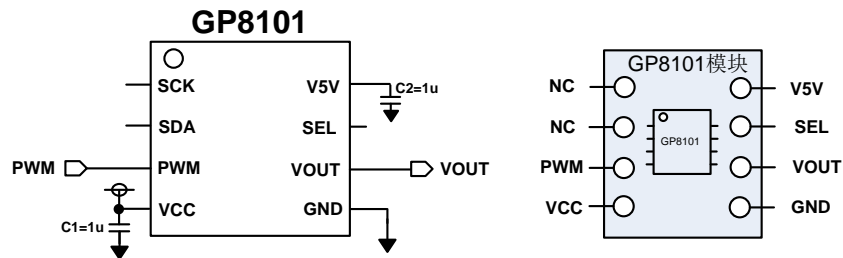 GP8101
SCK
V5V
C2=1u
SDA
SEL
PWM
PWM
VOUT
VOUT
VCC
GND
C1=1u
GP8101模块
NC
V5V
NC
SEL
GP8101
PWM
VOUT
VCC
GND